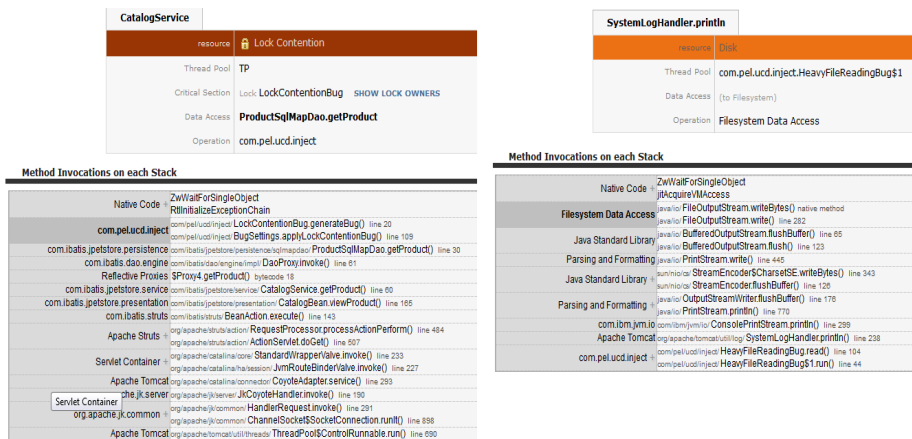 CatalogService
resource Lock Contention
Thread Pool TP
Critical Section Lock LockContentionBug SHOW LOCK OWNERS
Data Access ProductSqlMapDao.getProduct
Operation com.pel.ucd.inject
Method Invocations on each Stack
Native Code + ZwWaitForSingleObject
RtlInitializeExceptionChain
com.pel.ucd.inject com/pel/ucd/inject/ LockContentionBug.generateBug() line 20
com/pel/ucd/inject/ BugSettings.applyLockContentionBug() line 109
com.ibatis.jpetstore.persistence com/ibatis/jpetstore/persistence/sqlmapdao/ ProductSqlMapDao.getProduct() line 30
com.ibatis.dao.engine com/ibatis/dao/engine/impl/ DaoProxy.invoke() line 61
Reflective Proxies $Proxy4.getProduct() bytecode 18
com.ibatis.jpetstore.service com/ibatis/jpetstore/service/ CatalogService.getProduct() line 60
com.ibatis.jpetstore.presentation com/ibatis/jpetstore/presentation/ CatalogBean.viewProduct() line 165
com.ibatis.struts com/ibatis/struts/ BeanAction.execute() line 143
Apache Struts + org/apache/struts/action/ RequestProcessor.processActionPerform() line 484
org/apache/struts/action/ ActionServlet.doGet() line 507
Servlet Container + org/apache/catalina/core/ StandardWrapperValve.invoke() line 233
org/apache/catalina/ha/session/ JvmRouteBinderValve.invoke() line 227
Apache Tomcat org/apache/catalina/connector/ CoyoteAdapter.service() line 293
che.jk.server org/apache/jk/server/ JkCoyoteHandler.invoke() line 190
Servlet Container
org.apache.jk.common + org/apache/jk/common/ HandlerRequest.invoke() line 291
org/apache/jk/common/ ChannelSocket$SocketConnection.runIt() line 898
Apache Tomcat org/apache/tomcat/util/threads/ ThreadPool$ControlRunnable.run() line 690
SystemLogHandler.println
resource Disk
Thread Pool com.pel.ucd.inject.HeavyFileReadingBug$1
Data Access (to Filesystem)
Operation Filesystem Data Access
Method Invocations on each Stack
Native Code + ZwWaitForSingleObject
jitAcquireVMAccess
Filesystem Data Access java/io/ FileOutputStream.writeBytes() native method
java/io/ FileOutputStream.write() line 282
Java Standard Library java/io/ BufferedOutputStream.flushBuffer() line 65
java/io/ BufferedOutputStream.flush() line 123
Parsing and Formatting java/io/ PrintStream.write() line 445
Java Standard Library + sun/nio/cs/ StreamEncoder$CharsetSE.writeBytes() line 343
sun/nio/cs/ StreamEncoder.flushBuffer() line 126
Parsing and Formatting + java/io/ OutputStreamWriter.flushBuffer() line 176
java/io/ PrintStream.println() line 770
com.ibm.jvm.io com/ibm/jvm/io/ ConsolePrintStream.println() line 299
Apache Tomcat org/apache/tomcat/util/log/ SystemLogHandler.println() line 238
com.pel.ucd.inject + com/pel/ucd/inject/ HeavyFileReadingBug.read() line 104
com/pel/ucd/inject/ HeavyFileReadingBug$1.run() line 44